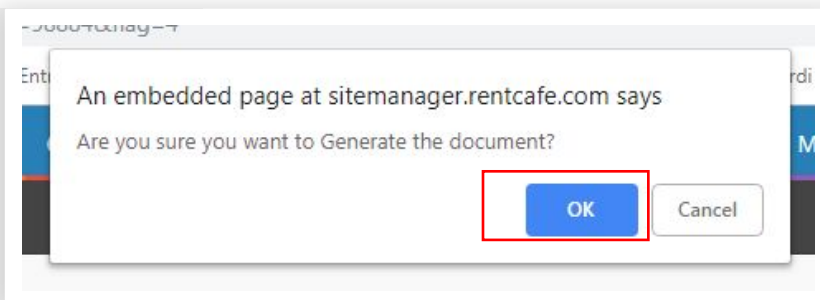 An embedded page at sitemanager.rentcafe.com says
Are you sure you want to Generate the document?
OK
Cancel